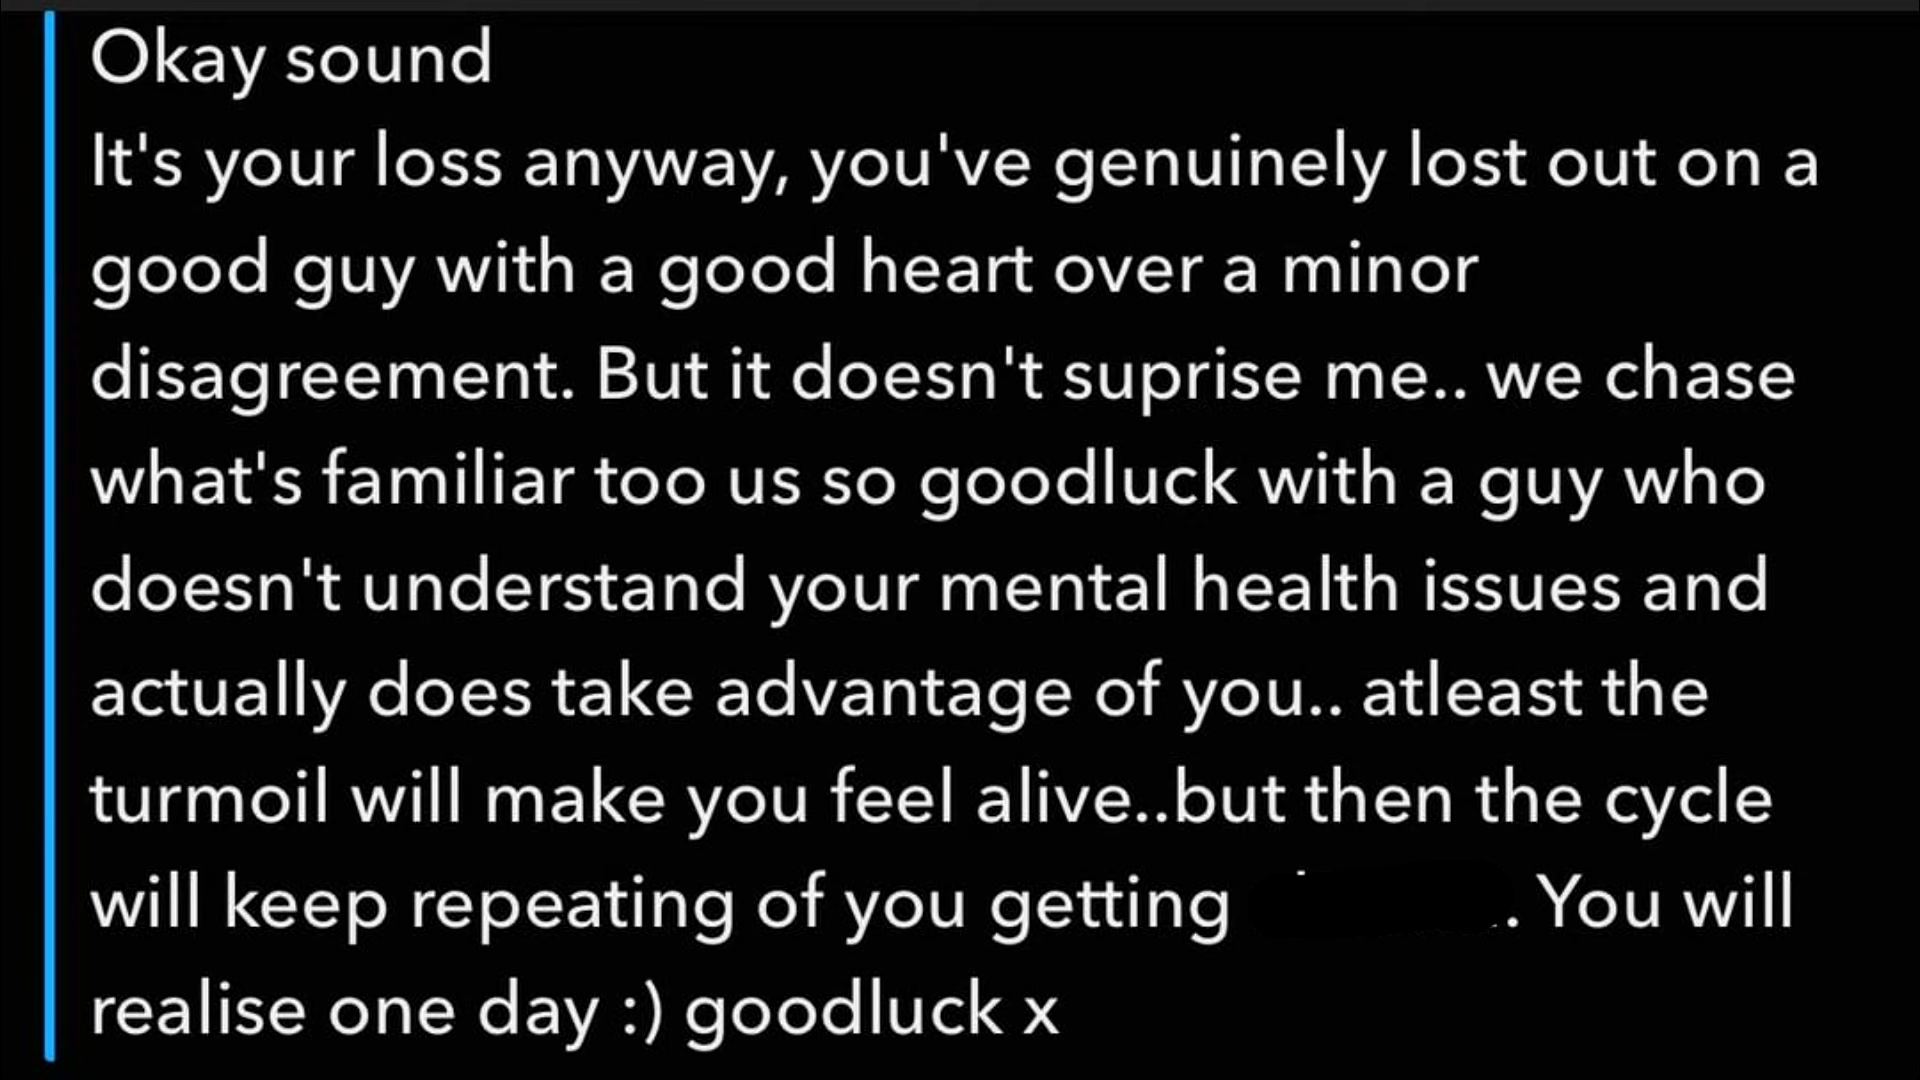 Okay sound
It's your loss anyway, you've genuinely lost out on a
good guy with a good heart over a minor
disagreement. But it doesn't suprise me.. we chase
what's familiar too us so goodluck with a guy who
doesn't understand your mental health issues and
actually does take advantage of you.. atleast the
turmoil will make you feel alive..but then the cycle
will keep repeating of you getting . You will
realise one day :) goodluck x